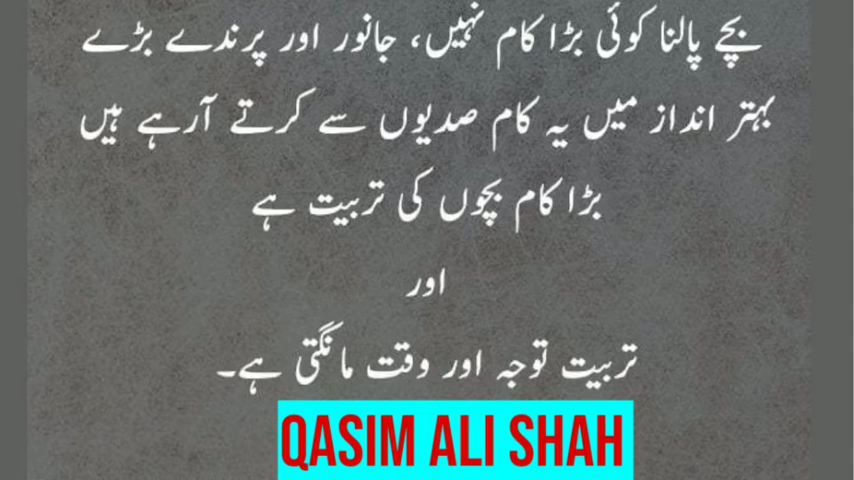 بچے پالنا کوئی بڑا کام نہیں، جانور اور پرندے بڑے
بہتر انداز میں یہ کام صدیوں سے کرتے آرہے ہیں
بڑا کام بچوں کی تربیت ہے
اور
تربیت توجہ اور وقت مانگتی ہے۔
QASIM ALI SHAH